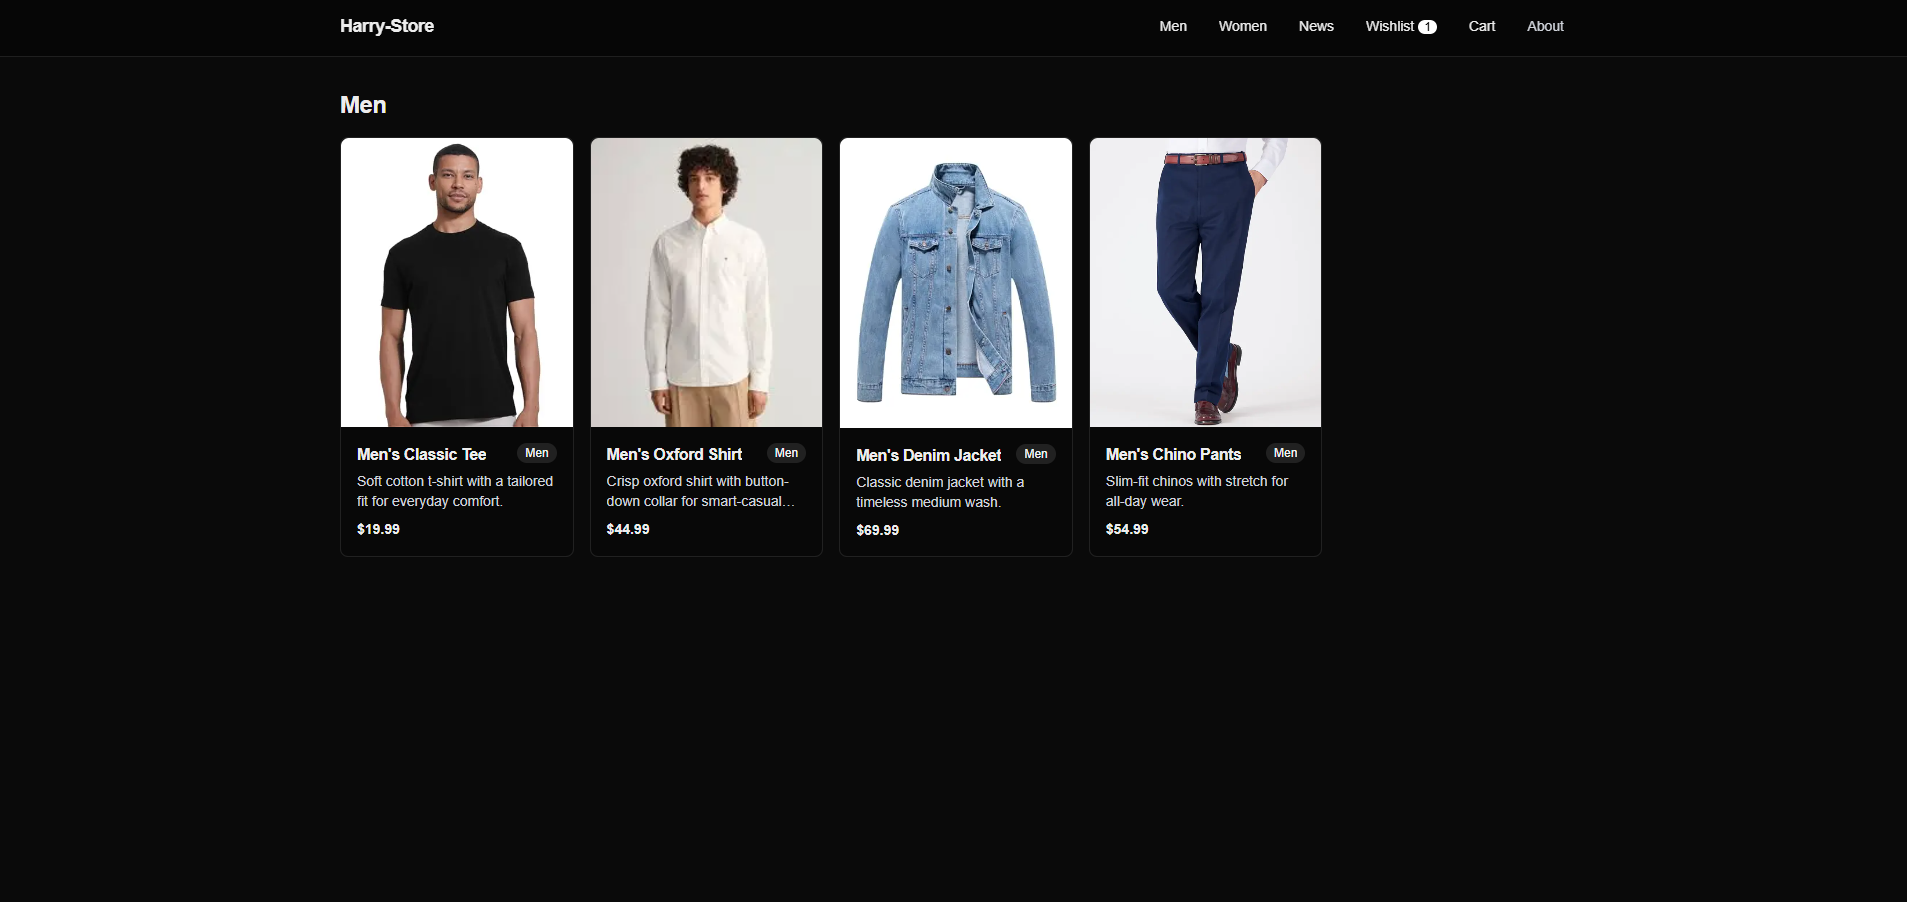 Harry-Store
Men
Women
News
Wishlist 1
Cart
About
Men
Men's Classic Tee
Men
Soft cotton t-shirt with a tailored
fit for everyday comfort.
$19.99
Men's Oxford Shirt
Men
Crisp oxford shirt with button-
down collar for smart-casual...
$44.99
Men's Denim Jacket
Men
Classic denim jacket with a
timeless medium wash.
$69.99
Men's Chino Pants
Men
Slim-fit chinos with stretch for
all-day wear.
$54.99